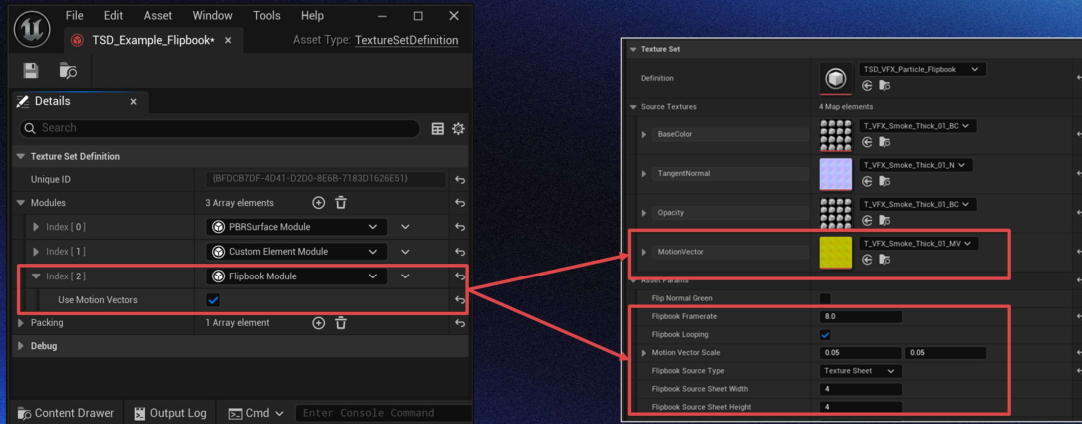 File Edit Asset Window Tools Help
TSD_Example_Flipbook*
Asset Type: TextureSetDefinition
Details
Search
Texture Set Definition
Unique ID {BFDCB7DF-4D41-D2D0-8E6B-7183D1626E51}
Modules 3 Array elements
Index [ 0 ] PBRSurface Module
Index [ 1 ] Custom Element Module
Index [ 2 ] Flipbook Module
Use Motion Vectors
Packing 1 Array element
Debug
Content Drawer Output Log Cmd Enter Console Command
Texture Set
Definition TSD_VFX_Particle_Flipbook
Source Textures 4 Map elements
BaseColor T_VFX_Smoke_Thick_01_BC
TangentNormal T_VFX_Smoke_Thick_01_N
Opacity T_VFX_Smoke_Thick_01_BC
MotionVector T_VFX_Smoke_Thick_01_MV
Asset Params
Flip Normal Green
Flipbook Framerate 8.0
Flipbook Looping
Motion Vector Scale 0.05 0.05
Flipbook Source Type Texture Sheet
Flipbook Source Sheet Width 4
Flipbook Source Sheet Height 4